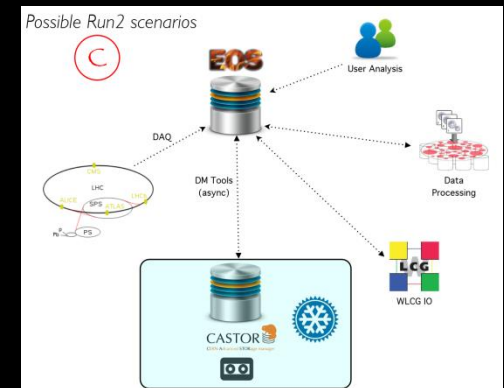 Possible Run2 scenarios
C
EOS
User Analysis
DAQ
CMS
LHC
ALICE
LHCb
SPS
ATLAS
PS
DM Tools
(async)
Data
Processing
LCG
WLCG IO
CASTOR